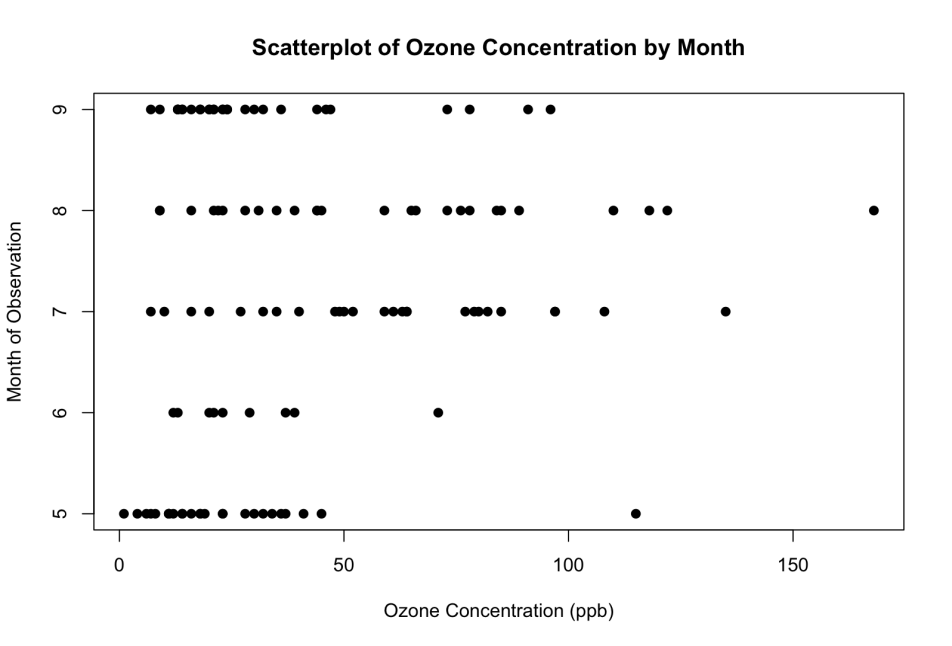 Scatterplot of Ozone Concentration by Month
Month of Observation
9
8
7
6
5
0 50 100 150
Ozone Concentration (ppb)